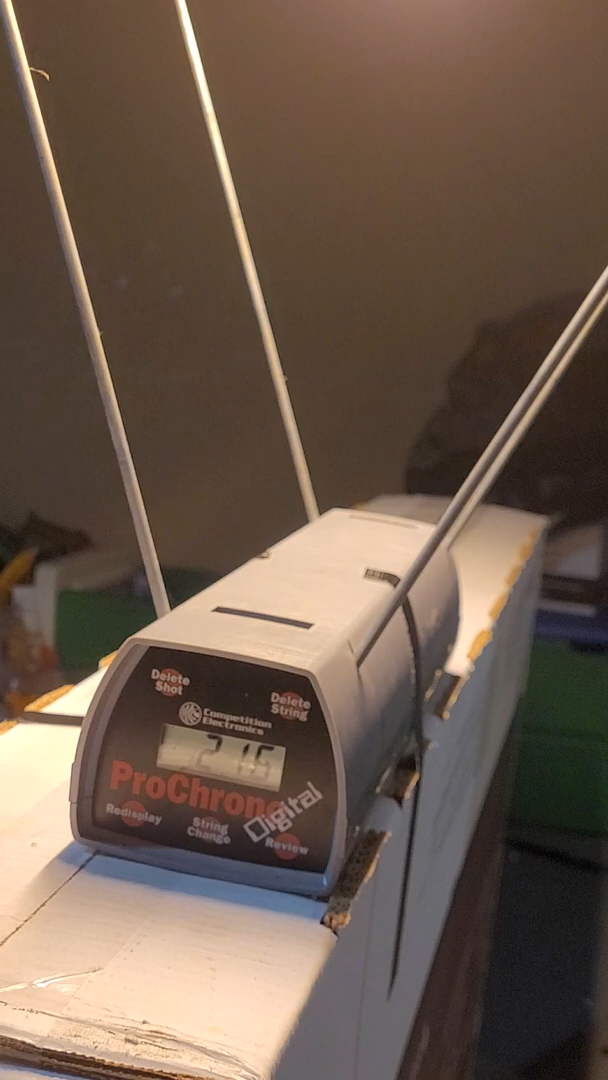 Delete
Shot
Delete
String
Competition
Electronics
215
ProChrono
Digital
Redisplay
String
Change
Review